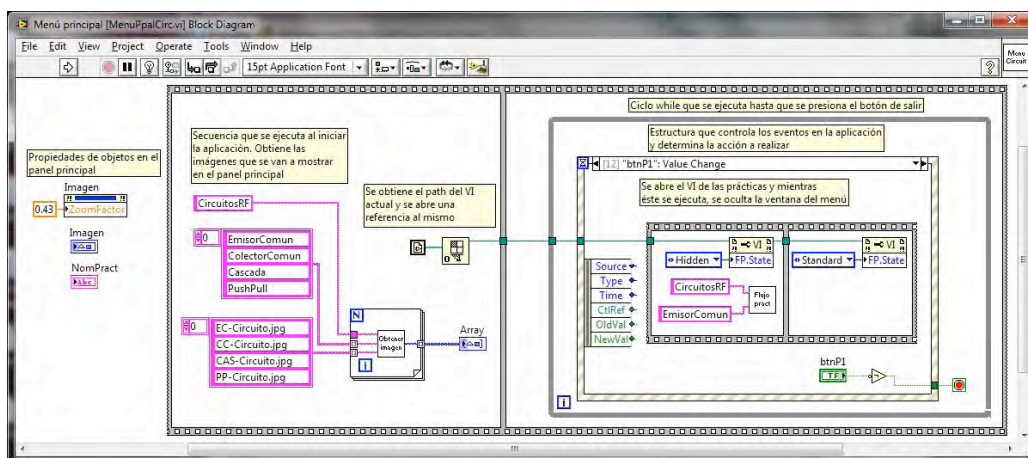 Menú principal [MenuPpalCirc.vi] Block Diagram
File Edit View Project Operate Tools Window Help
15pt Application Font
?
Menu
Circuit
Propiedades de objetos en el
panel principal
Imagen
0.43
ZoomFactor
Imagen
NomPract
abc
Secuencia que se ejecuta al iniciar
la aplicación. Obtiene las
imágenes que se van a mostrar
en el panel principal
CircuitosRF
0
EmisorComun
ColectorComun
Cascada
PushPull
0
EC-Circuito.jpg
CC-Circuito.jpg
CAS-Circuito.jpg
PP-Circuito.jpg
N
Obtener
imagen
i
Array
Se obtiene el path del VI
actual y se abre una
referencia al mismo
0
Ciclo while que se ejecuta hasta que se presiona el botón de salir
Estructura que controla los eventos en la aplicación
y determina la acción a realizar
[12] "btnP1": Value Change
Se abre el VI de las prácticas y mientras
éste se ejecuta, se oculta la ventana del menú
Source
Type
Time
CtlRef
OldVal
NewVal
Hidden
VI
FP.State
CircuitosRF
EmisorComun
Flujo
pract
Standard
VI
FP.State
btnP1
TF
i